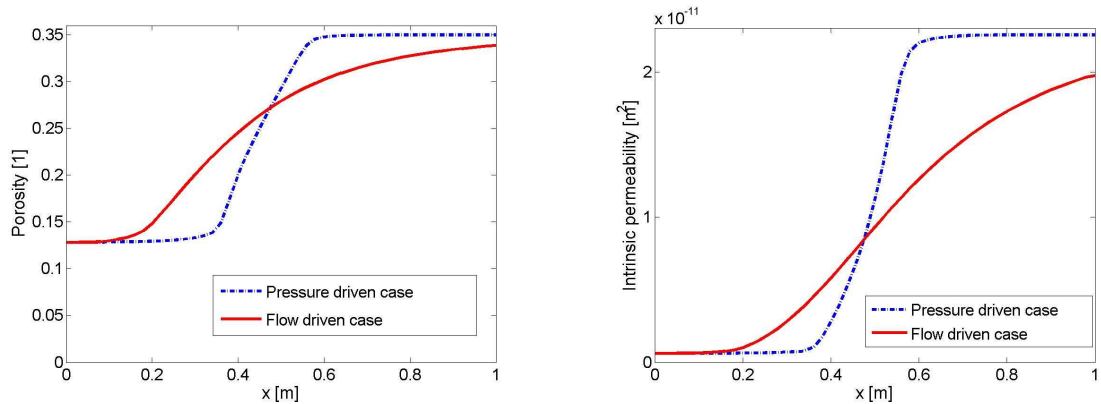 0.35
0.3
0.25
0.2
0.15
0.1
0.05
0
Porosity [1]
0
0.2
0.4
0.6
0.8
1
x [m]
Pressure driven case
Flow driven case
x 10⁻¹¹
2
1
0
Intrinsic permeability [m²]
0
0.2
0.4
0.6
0.8
1
x [m]
Pressure driven case
Flow driven case